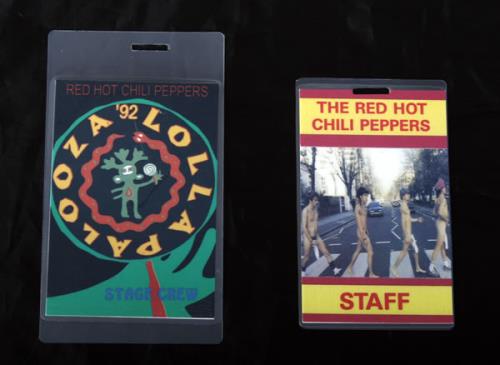 RED HOT CHILI PEPPERS
LOLLAPALOOZA '92
STAGE CREW
THE RED HOT
CHILI PEPPERS
STAFF